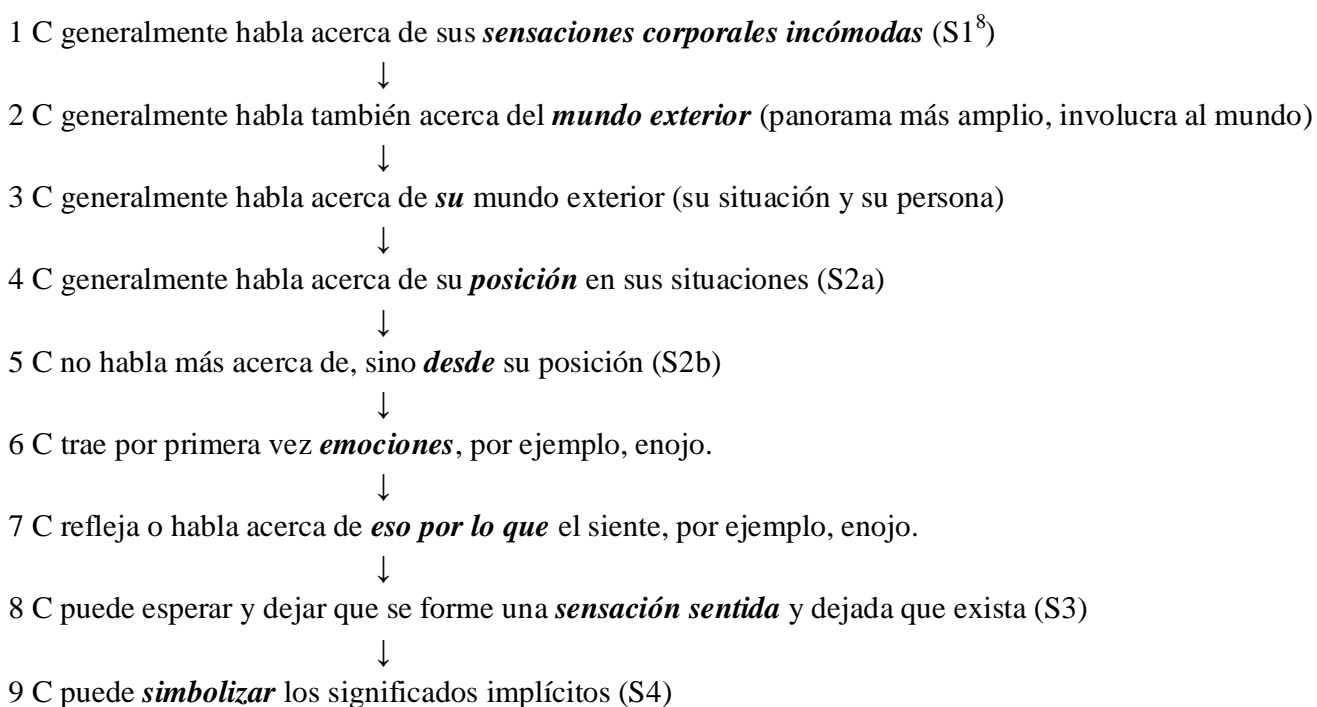 1 C generalmente habla acerca de sus sensaciones corporales incómodas (S1⁸)
↓
2 C generalmente habla también acerca del mundo exterior (panorama más amplio, involucra al mundo)
↓
3 C generalmente habla acerca de su mundo exterior (su situación y su persona)
↓
4 C generalmente habla acerca de su posición en sus situaciones (S2a)
↓
5 C no habla más acerca de, sino desde su posición (S2b)
↓
6 C trae por primera vez emociones, por ejemplo, enojo.
↓
7 C refleja o habla acerca de eso por lo que el siente, por ejemplo, enojo.
↓
8 C puede esperar y dejar que se forme una sensación sentida y dejada que exista (S3)
↓
9 C puede simbolizar los significados implícitos (S4)